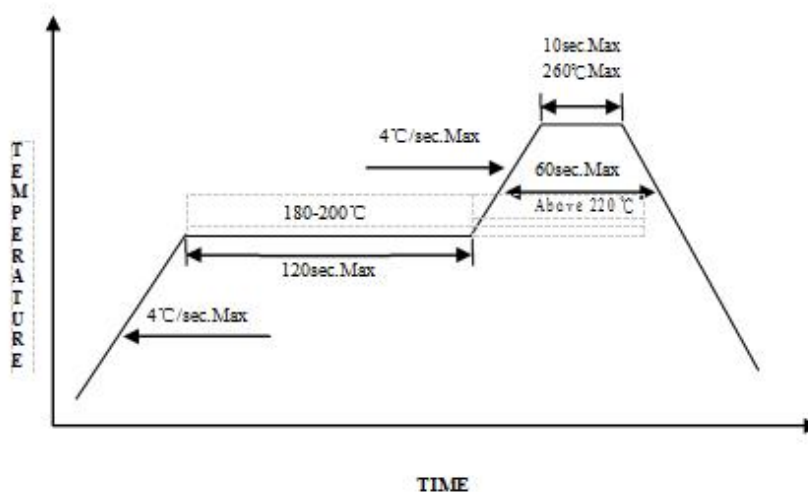 10sec.Max
260℃Max
4℃/sec.Max
60sec.Max
180-200℃
Above 220℃
120sec.Max
4℃/sec.Max
TEMPERATURE
TIME